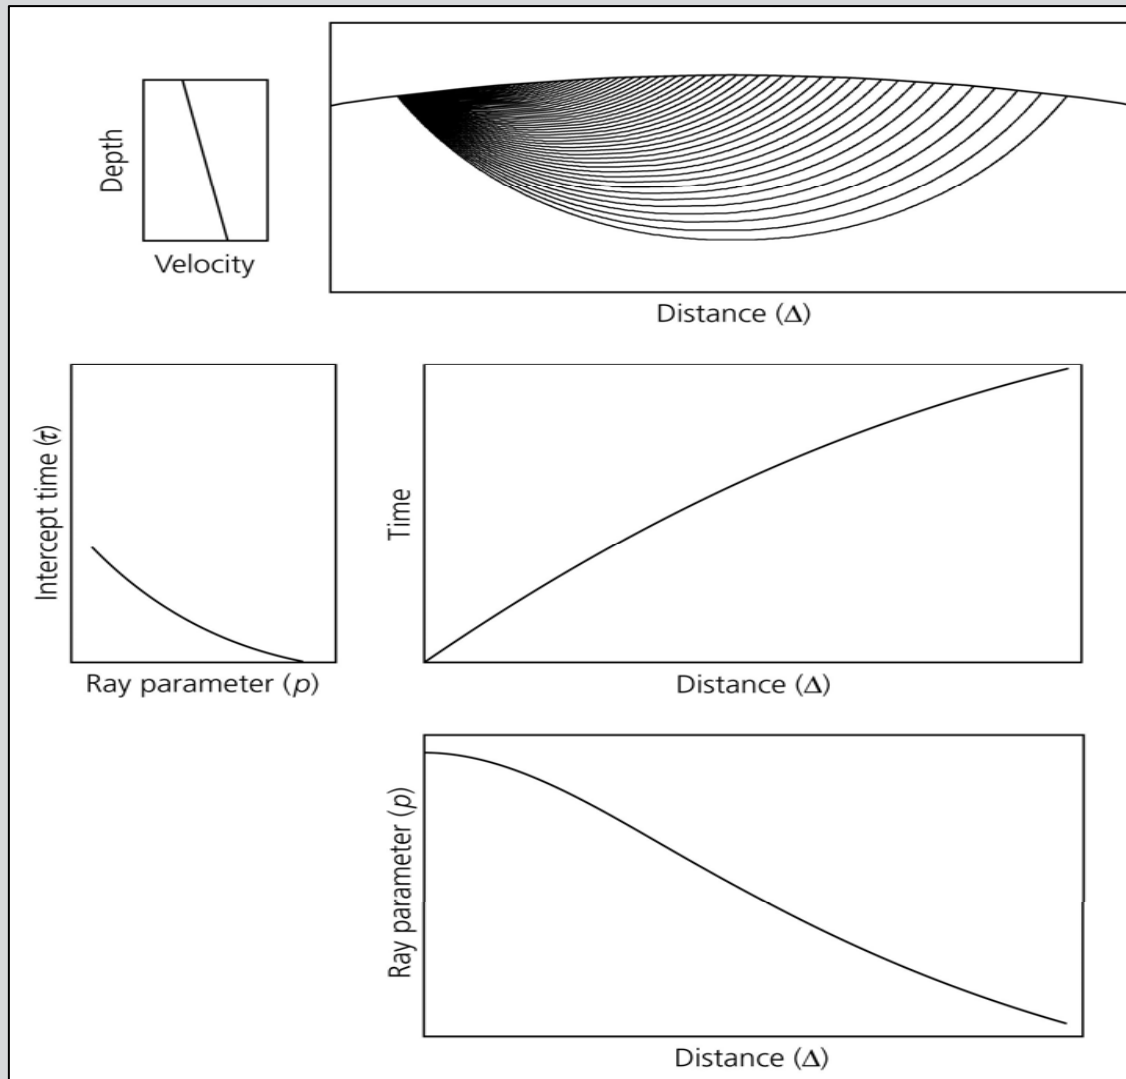 Depth
Velocity
Distance (Δ)
Intercept time (τ)
Ray parameter (p)
Time
Distance (Δ)
Ray parameter (p)
Distance (Δ)